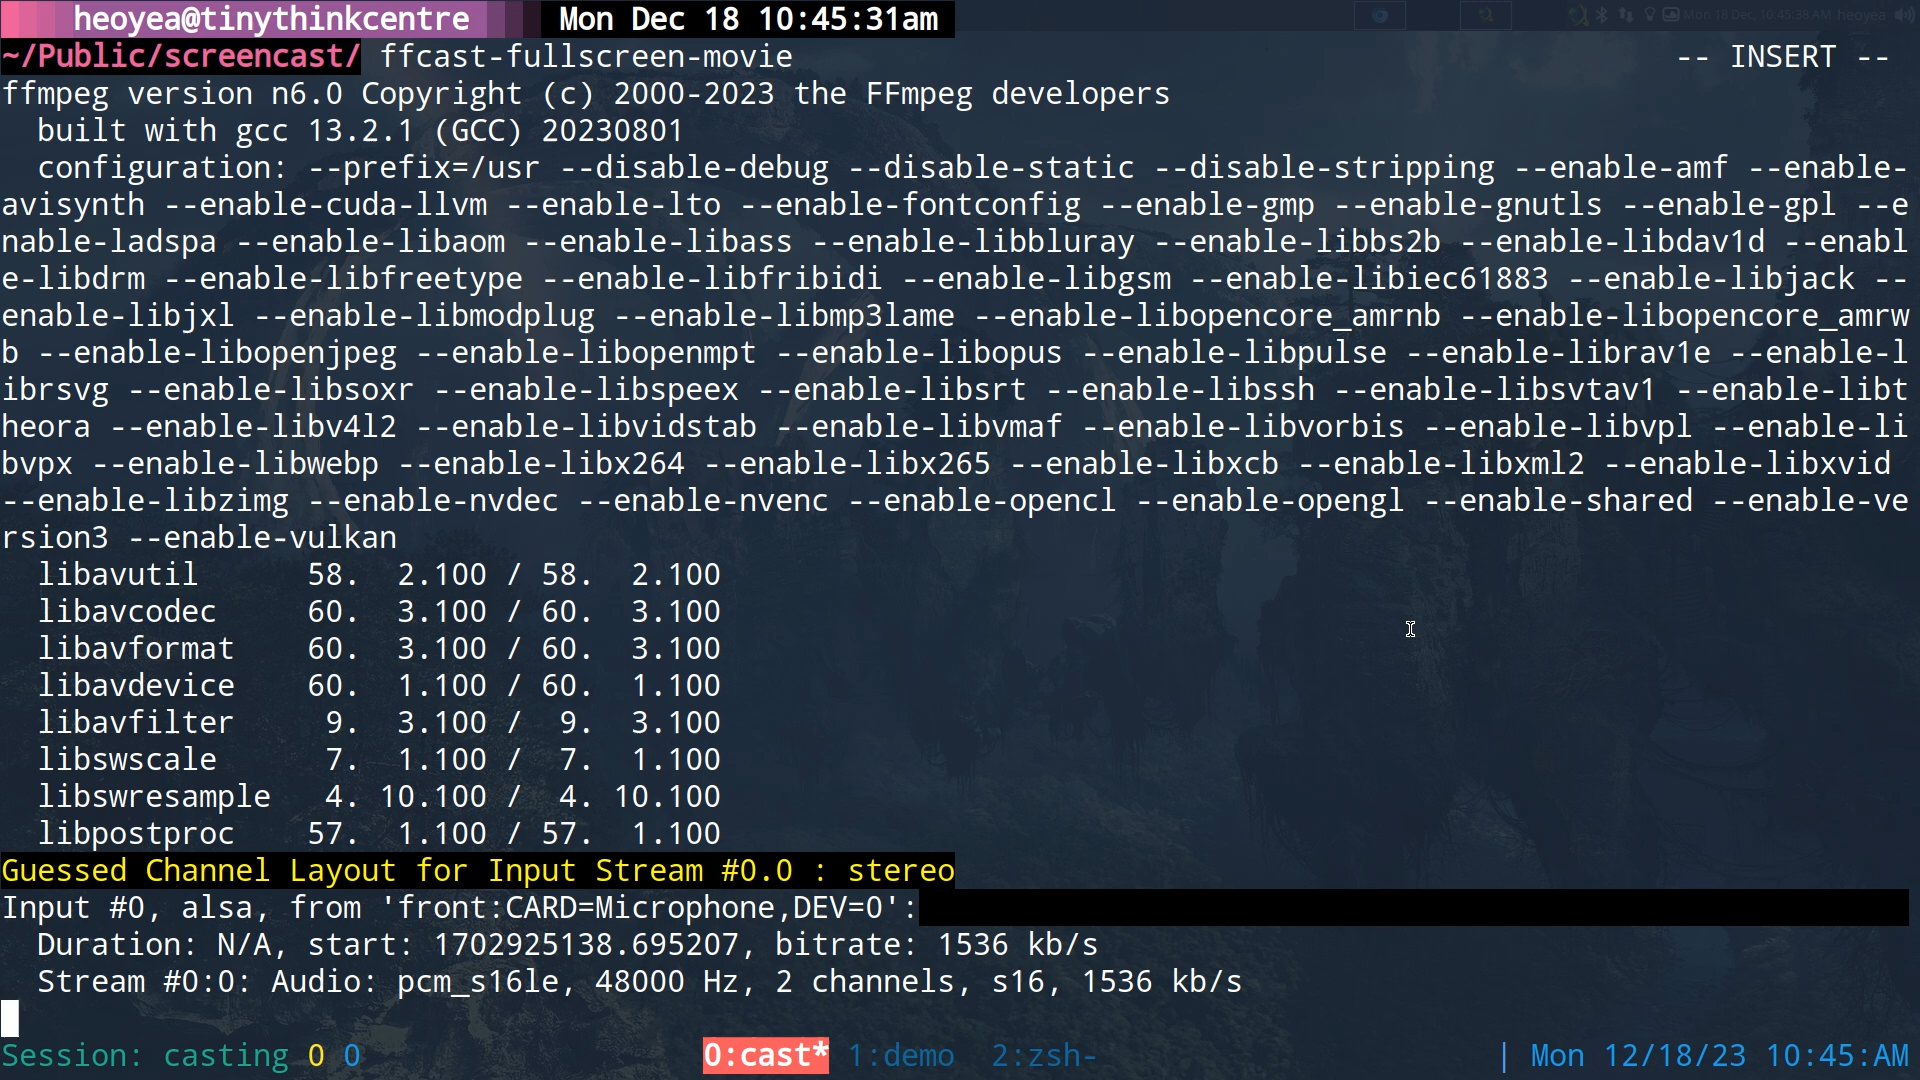 heoyea@tinythinkcentre Mon Dec 18 10:45:31am
Mon 18 Dec, 10:45:38 AM heoyea
~/Public/screencast/ ffcast-fullscreen-movie -- INSERT --
ffmpeg version n6.0 Copyright (c) 2000-2023 the FFmpeg developers
built with gcc 13.2.1 (GCC) 20230801
configuration: --prefix=/usr --disable-debug --disable-static --disable-stripping --enable-amf --enable-
avisynth --enable-cuda-llvm --enable-lto --enable-fontconfig --enable-gmp --enable-gnutls --enable-gpl --e
nable-ladspa --enable-libaom --enable-libass --enable-libbluray --enable-libbs2b --enable-libdav1d --enabl
e-libdrm --enable-libfreetype --enable-libfribidi --enable-libgsm --enable-libiec61883 --enable-libjack --
enable-libjxl --enable-libmodplug --enable-libmp3lame --enable-libopencore_amrnb --enable-libopencore_amrw
b --enable-libopenjpeg --enable-libopenmpt --enable-libopus --enable-libpulse --enable-librav1e --enable-l
ibrsvg --enable-libsoxr --enable-libspeex --enable-libsrt --enable-libssh --enable-libsvtav1 --enable-libt
heora --enable-libv4l2 --enable-libvidstab --enable-libvmaf --enable-libvorbis --enable-libvpl --enable-li
bvpx --enable-libwebp --enable-libx264 --enable-libx265 --enable-libxcb --enable-libxml2 --enable-libxvid
--enable-libzimg --enable-nvdec --enable-nvenc --enable-opencl --enable-opengl --enable-shared --enable-ve
rsion3 --enable-vulkan
libavutil 58. 2.100 / 58. 2.100
libavcodec 60. 3.100 / 60. 3.100
libavformat 60. 3.100 / 60. 3.100
libavdevice 60. 1.100 / 60. 1.100
libavfilter 9. 3.100 / 9. 3.100
libswscale 7. 1.100 / 7. 1.100
libswresample 4. 10.100 / 4. 10.100
libpostproc 57. 1.100 / 57. 1.100
Guessed Channel Layout for Input Stream #0.0 : stereo
Input #0, alsa, from 'front:CARD=Microphone,DEV=0':
Duration: N/A, start: 1702925138.695207, bitrate: 1536 kb/s
Stream #0:0: Audio: pcm_s16le, 48000 Hz, 2 channels, s16, 1536 kb/s
Session: casting 0 0 0:cast* 1:demo 2:zsh- | Mon 12/18/23 10:45:AM